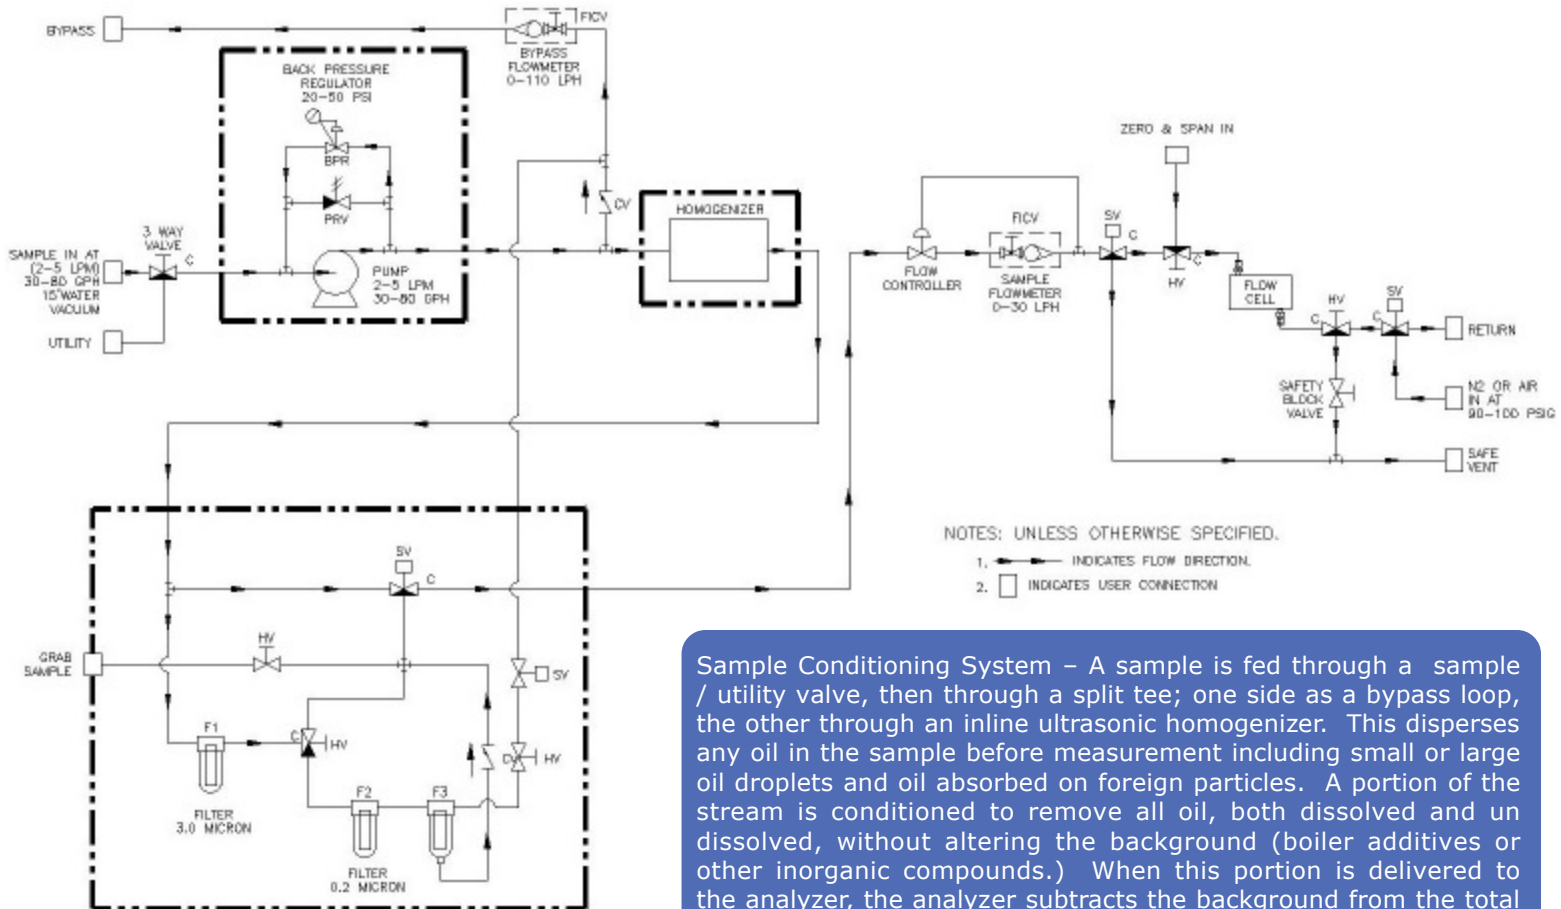 BYPASS
FICV
BYPASS
FLOWMETER
0-110 LPH
BACK PRESSURE
REGULATOR
20-50 PSI
BPR
PRV
3 WAY
VALVE
C
SAMPLE IN AT
(2-5 LPM)
30-80 GPH
15"WATER
VACUUM
UTILITY
PUMP
2-5 LPM
30-80 GPH
CV
HOMOGENIZER
ZERO & SPAN IN
FLOW
CONTROLLER
FICV
SAMPLE
FLOWMETER
0-30 LPH
SV
C
C
HV
FLOW
CELL
HV
C
SV
C
RETURN
SAFETY
BLOCK
VALVE
N2 OR AIR
IN AT
90-100 PSIG
SAFE
VENT
NOTES: UNLESS OTHERWISE SPECIFIED.
1. INDICATES FLOW DIRECTION.
2. INDICATES USER CONNECTION
SV
C
GRAB
SAMPLE
HV
SV
F1
C
HV
HV
FILTER
3.0 MICRON
F2
F3
FILTER
0.2 MICRON
Sample Conditioning System – A sample is fed through a sample
/ utility valve, then through a split tee; one side as a bypass loop,
the other through an inline ultrasonic homogenizer. This disperses
any oil in the sample before measurement including small or large
oil droplets and oil absorbed on foreign particles. A portion of the
stream is conditioned to remove all oil, both dissolved and un
dissolved, without altering the background (boiler additives or
other inorganic compounds.) When this portion is delivered to
the analyzer, the analyzer subtracts the background from the total